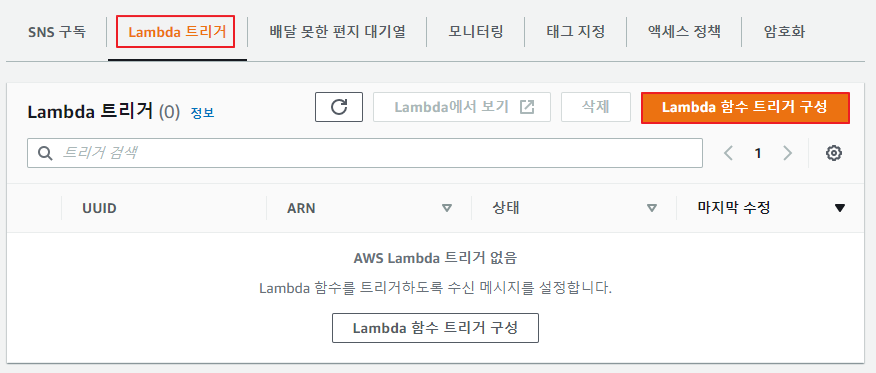 SNS 구독 Lambda 트리거 배달 못한 편지 대기열 모니터링 태그 지정 액세스 정책 암호화
Lambda 트리거 (0) 정보 Lambda에서 보기 삭제 Lambda 함수 트리거 구성
트리거 검색 1
UUID ARN 상태 마지막 수정
AWS Lambda 트리거 없음
Lambda 함수를 트리거하도록 수신 메시지를 설정합니다.
Lambda 함수 트리거 구성